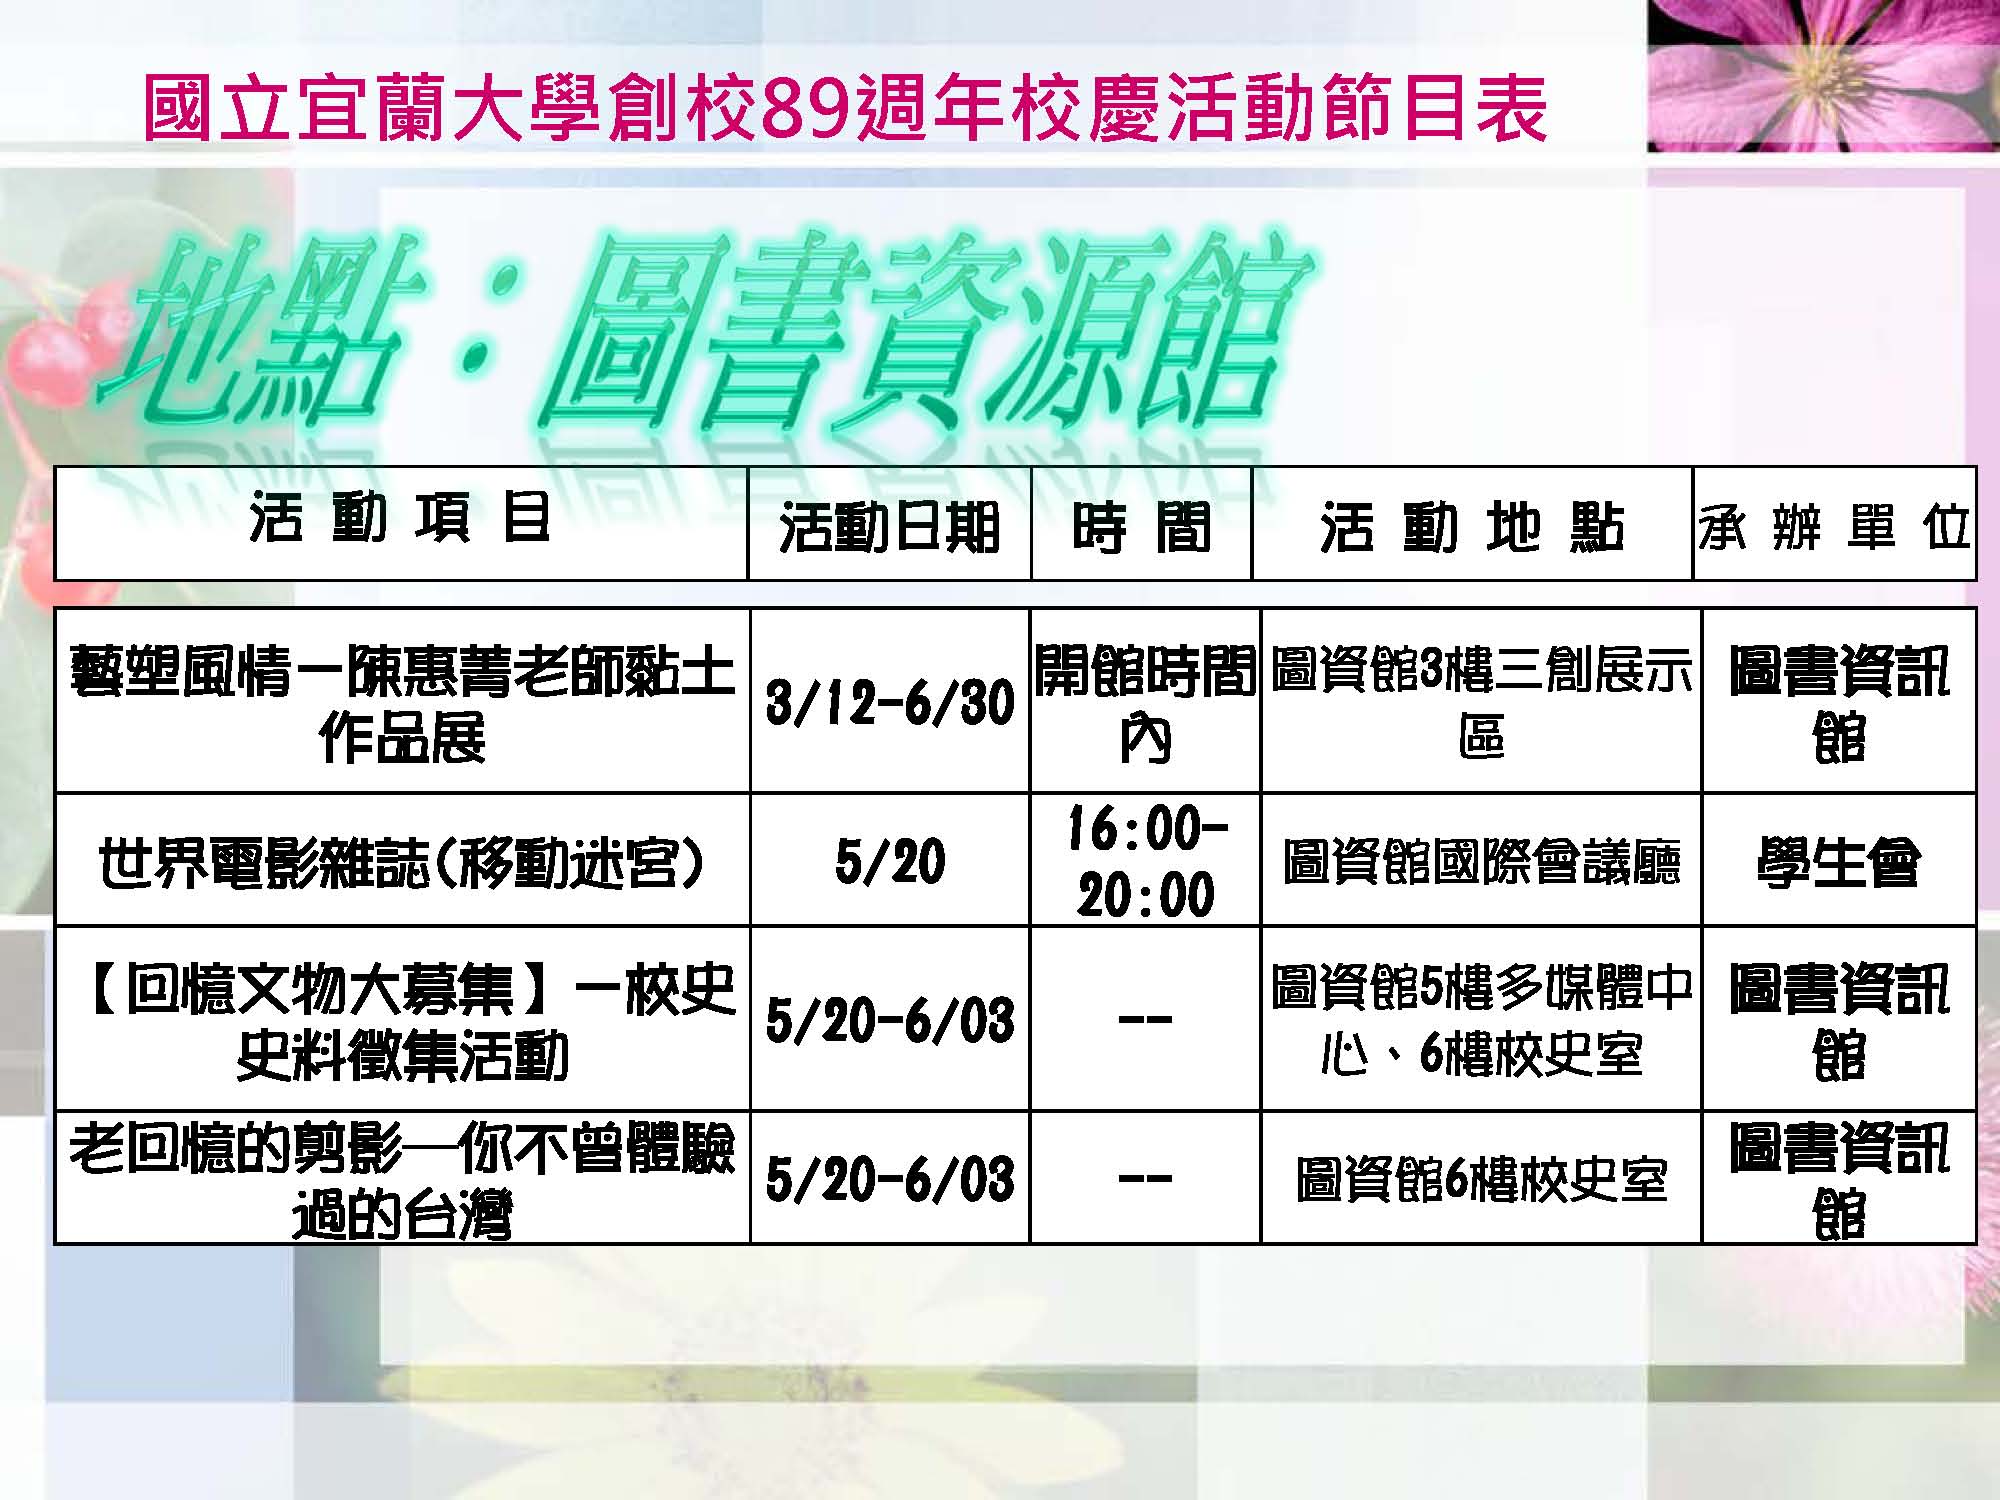 國立宜蘭大學創校89週年校慶活動節目表
地點：圖書資源館
活動項目 活動日期 時間 活動地點 承辦單位
藝塑風情－陳惠菁老師黏土
作品展
3/12-6/30
開館時間
內
圖資館3樓三創展示
區
圖書資訊
館
世界電影雜誌(移動迷宮)
5/20
16:00-
20:00
圖資館國際會議廳
學生會
【回憶文物大募集】－校史
史料徵集活動
5/20-6/03
--
圖資館5樓多媒體中
心、6樓校史室
圖書資訊
館
老回憶的剪影—你不曾體驗
過的台灣
5/20-6/03
--
圖資館6樓校史室
圖書資訊
館